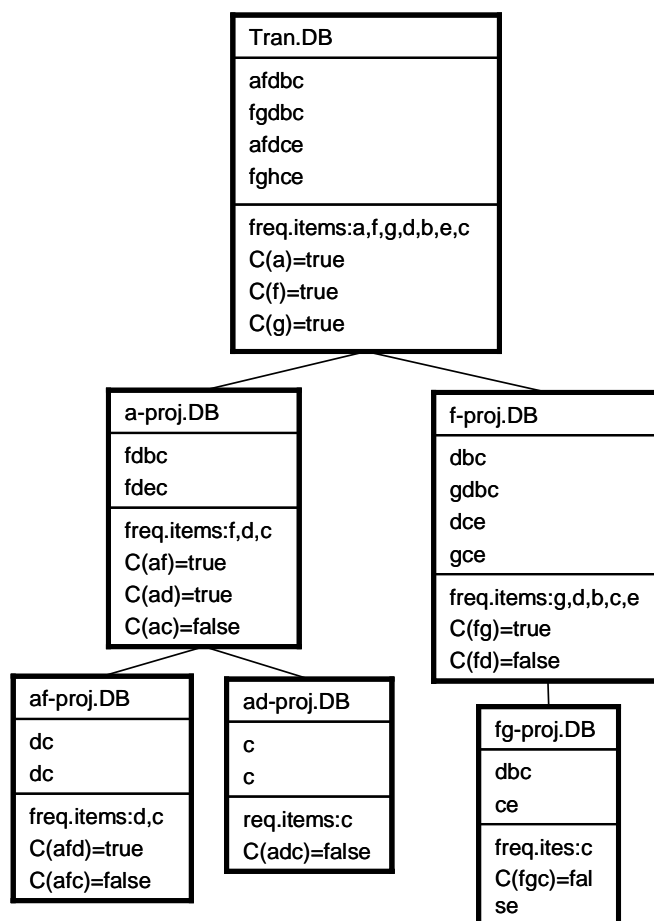 Tran.DB
afdbc
fgdbc
afdce
fghce
freq.items:a,f,g,d,b,e,c
C(a)=true
C(f)=true
C(g)=true
a-proj.DB
fdbc
fdec
freq.items:f,d,c
C(af)=true
C(ad)=true
C(ac)=false
f-proj.DB
dbc
gdbc
dce
gce
freq.items:g,d,b,c,e
C(fg)=true
C(fd)=false
af-proj.DB
dc
dc
freq.items:d,c
C(afd)=true
C(afc)=false
ad-proj.DB
c
c
req.items:c
C(adc)=false
fg-proj.DB
dbc
ce
freq.ites:c
C(fgc)=fal
se